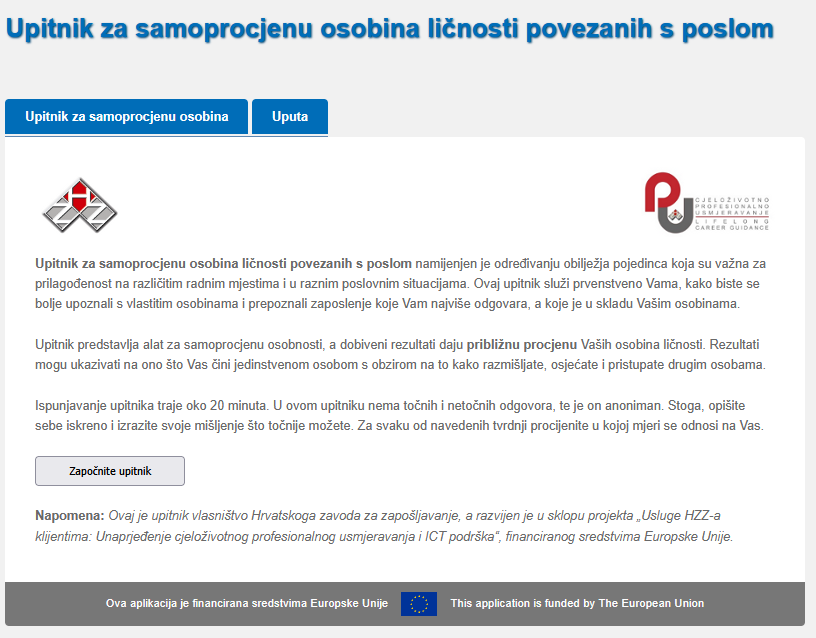 Upitnik za samoprocjenu osobina ličnosti povezanih s poslom
Upitnik za samoprocjenu osobina
Uputa
HZZ
PU
CJELOŽIVOTNO
PROFESIONALNO
USMJERAVANJE
LIFELONG
CAREER GUIDANCE
Upitnik za samoprocjenu osobina ličnosti povezanih s poslom namijenjen je određivanju obilježja pojedinca koja su važna za
prilagođenost na različitim radnim mjestima i u raznim poslovnim situacijama. Ovaj upitnik služi prvenstveno Vama, kako biste se
bolje upoznali s vlastitim osobinama i prepoznali zaposlenje koje Vam najviše odgovara, a koje je u skladu Vašim osobinama.
Upitnik predstavlja alat za samoprocjenu osobnosti, a dobiveni rezultati daju približnu procjenu Vaših osobina ličnosti. Rezultati
mogu ukazivati na ono što Vas čini jedinstvenom osobom s obzirom na to kako razmišljate, osjećate i pristupate drugim osobama.
Ispunjavanje upitnika traje oko 20 minuta. U ovom upitniku nema točnih i netočnih odgovora, te je on anoniman. Stoga, opišite
sebe iskreno i izrazite svoje mišljenje što točnije možete. Za svaku od navedenih tvrdnji procijenite u kojoj mjeri se odnosi na Vas.
Započnite upitnik
Napomena: Ovaj je upitnik vlasništvo Hrvatskoga zavoda za zapošljavanje, a razvijen je u sklopu projekta „Usluge HZZ-a
klijentima: Unaprjeđenje cjeloživotnog profesionalnog usmjeravanja i ICT podrška“, financiranog sredstvima Europske Unije.
Ova aplikacija je financirana sredstvima Europske Unije
This application is funded by The European Union